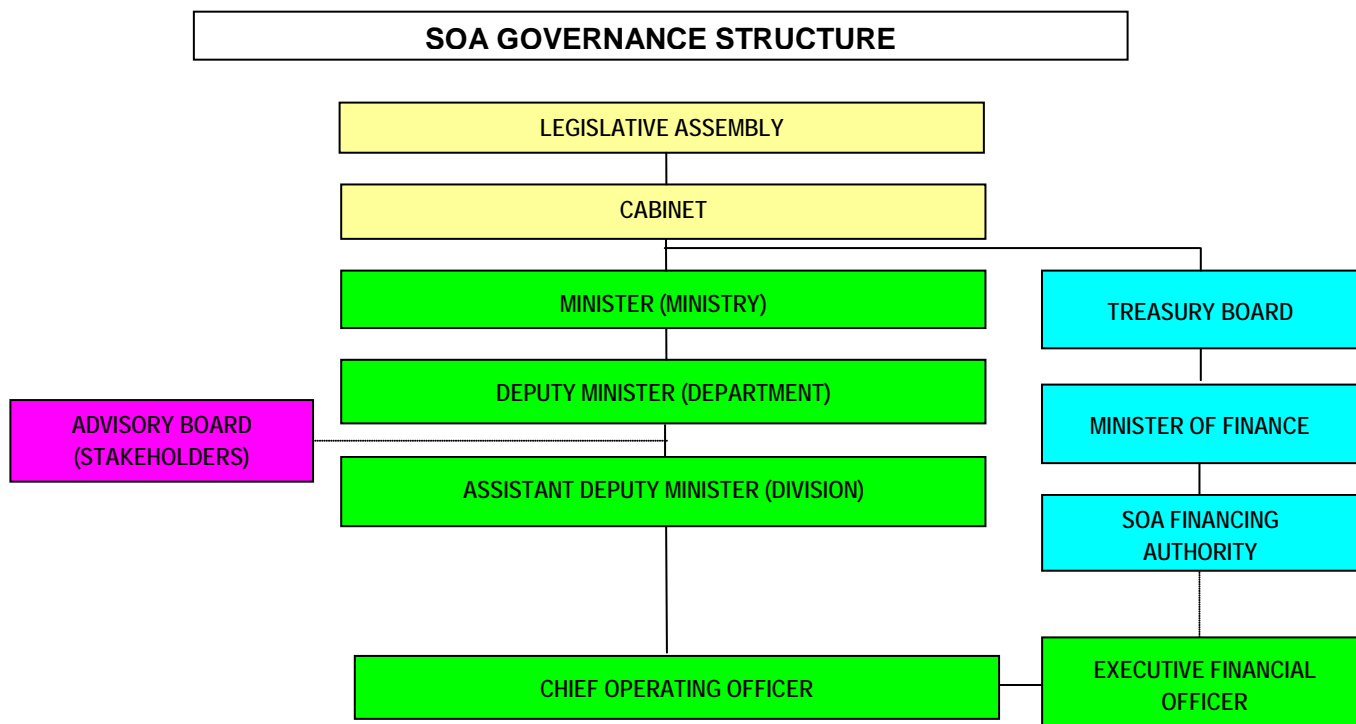 SOA GOVERNANCE STRUCTURE
LEGISLATIVE ASSEMBLY
CABINET
MINISTER (MINISTRY)
TREASURY BOARD
DEPUTY MINISTER (DEPARTMENT)
ADVISORY BOARD
(STAKEHOLDERS)
MINISTER OF FINANCE
ASSISTANT DEPUTY MINISTER (DIVISION)
SOA FINANCING
AUTHORITY
CHIEF OPERATING OFFICER
EXECUTIVE FINANCIAL
OFFICER